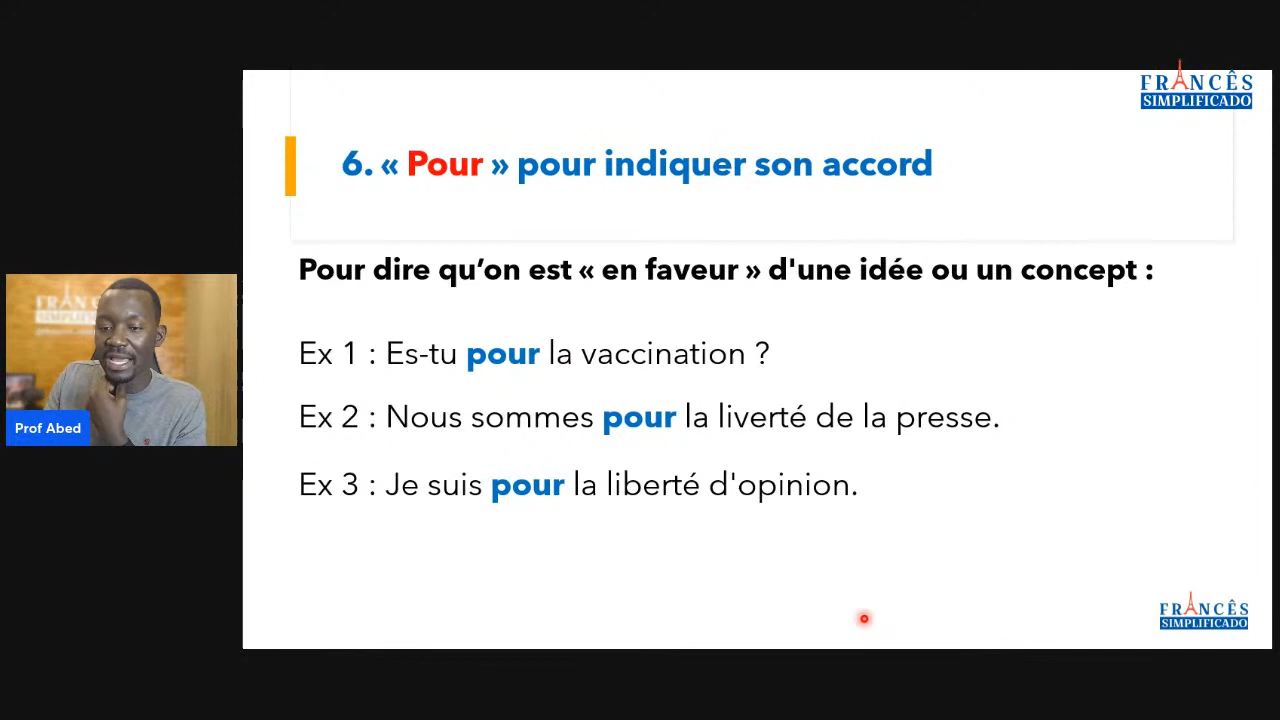 FRANCÊS
SIMPLIFICADO
6. « Pour » pour indiquer son accord
Pour dire qu’on est « en faveur » d'une idée ou un concept :
Ex 1 : Es-tu pour la vaccination ?
Ex 2 : Nous sommes pour la liverté de la presse.
Ex 3 : Je suis pour la liberté d'opinion.
Prof Abed
FRANCÊS
SIMPLIFICADO